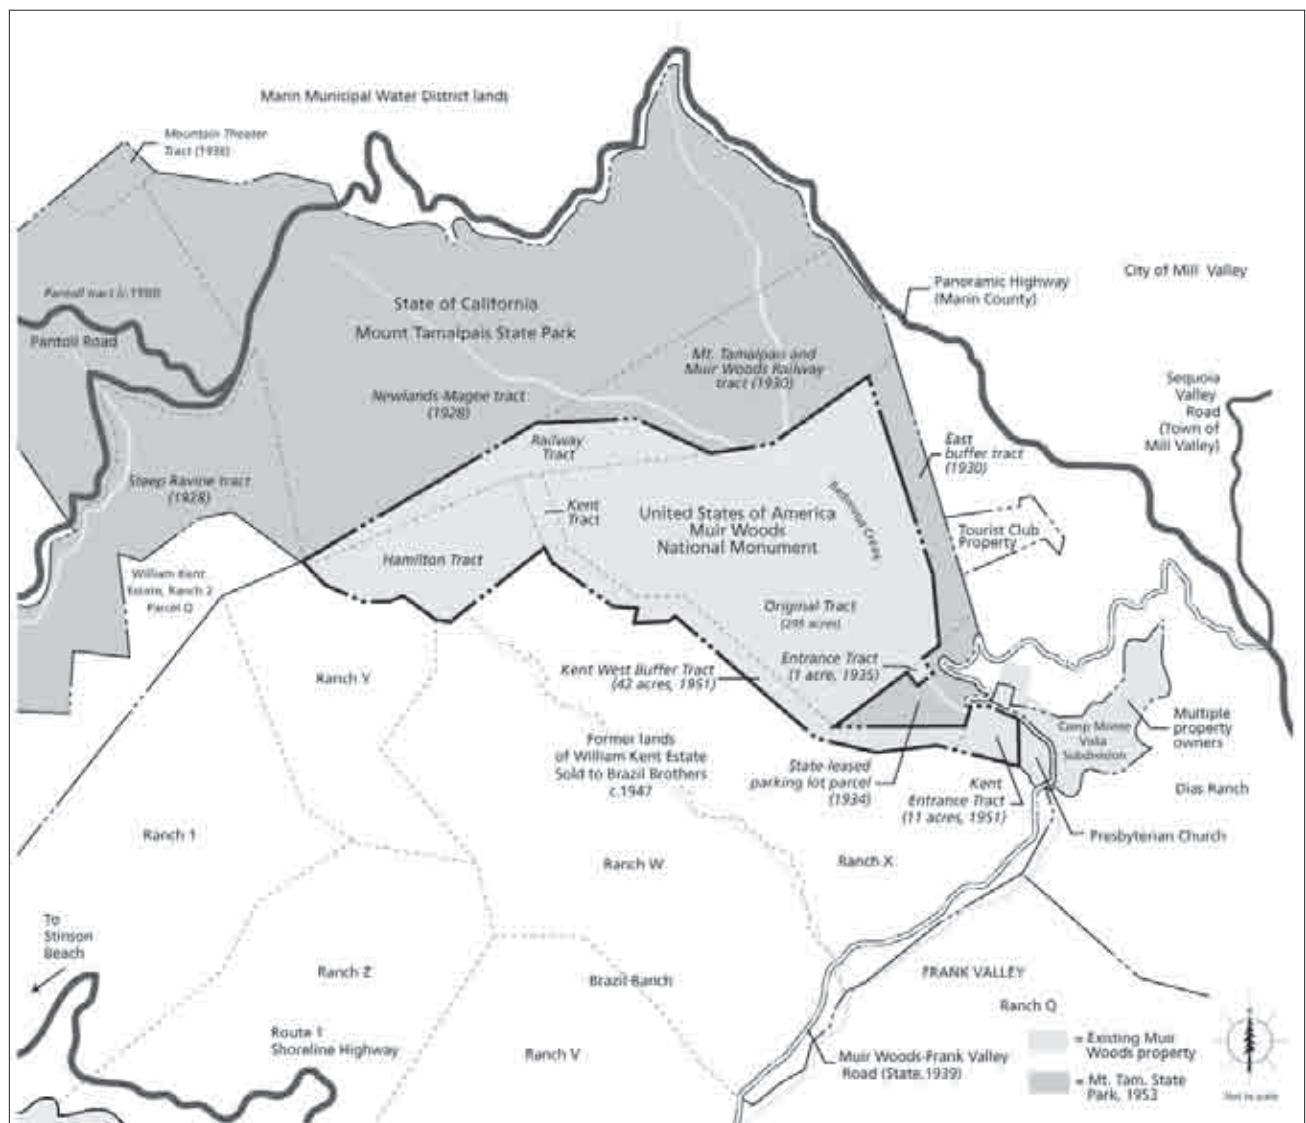 Marin Municipal Water District lands
Mountain Theater
Tract (1936)
City of Mill Valley
Panoramic Highway
(Marin County)
Pantoll Road
State of California
Mount Tamalpais State Park
Mt. Tamalpais and
Muir Woods Railway
tract (1930)
Newlands-Magee tract
(1928)
Sequoia
Valley
Road
(Town of
Mill Valley)
Railway
Tract
East
buffer tract
(1930)
Steep Ravine tract
(1928)
Kent
Tract
United States of America
Muir Woods
National Monument
Redwood Creek
Tourist Club
Property
Hamilton Tract
William Kent
Estate, Ranch 2
Parcel O
Original Tract
(295 acres)
Entrance Tract
(1 acre, 1935)
Kent West Buffer Tract
(42 acres, 1951)
Ranch Y
Multiple
property
owners
Camp Monte
Vista
Subdivision
Former lands
of William Kent Estate
Sold to Brazil Brothers
c.1947
State-leased
parking lot parcel
(1934)
Kent
Entrance Tract
(11 acres, 1951)
Dias Ranch
Presbyterian Church
Ranch 1
Ranch W
Ranch X
To
Stinson
Beach
Ranch Z
Brazil Ranch
FRANK VALLEY
Ranch Q
Route 1
Shoreline Highway
Ranch V
Muir Woods-Frank Valley
Road (State,1939)
= Existing Muir
Woods property
= Mt. Tam. State
Park, 1953
Not to scale